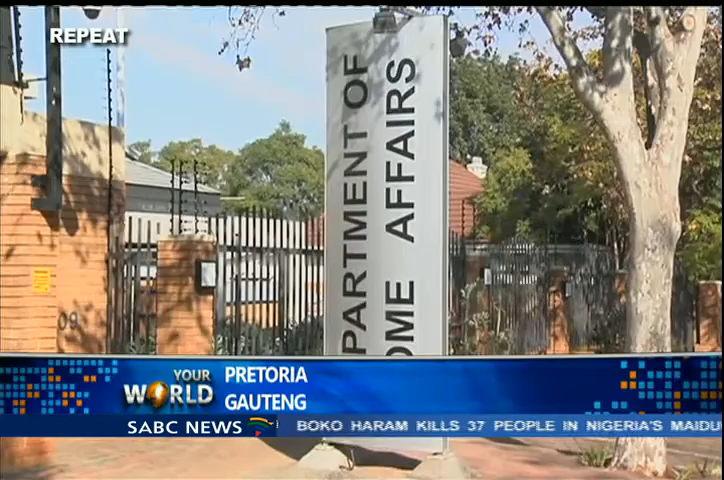 REPEAT
PARTMENT OF
OME AFFAIRS
09
YOUR
WORLD
PRETORIA
GAUTENG
SABC NEWS
BOKO HARAM KILLS 37 PEOPLE IN NIGERIA'S MAIDUG